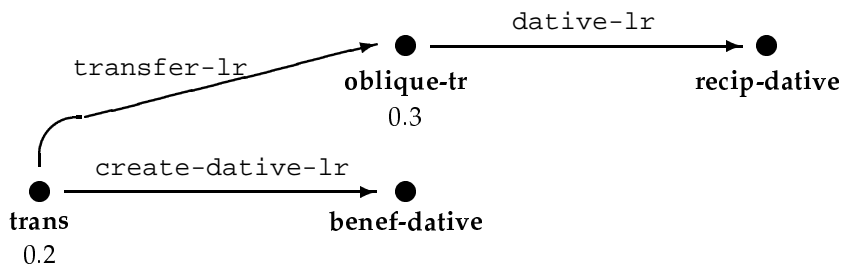 dative-lr
transfer-lr
oblique-tr
recip-dative
0.3
create-dative-lr
trans
benef-dative
0.2